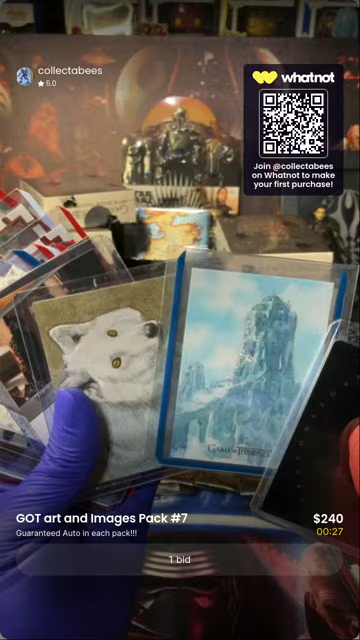 collectabees
★ 5.0
whatnot
Join @collectabees
on Whatnot to make
your first purchase!
GAME OF THRONES
GOT art and Images Pack #7
$240
Guaranteed Auto in each pack!!!
00:27
1 bid